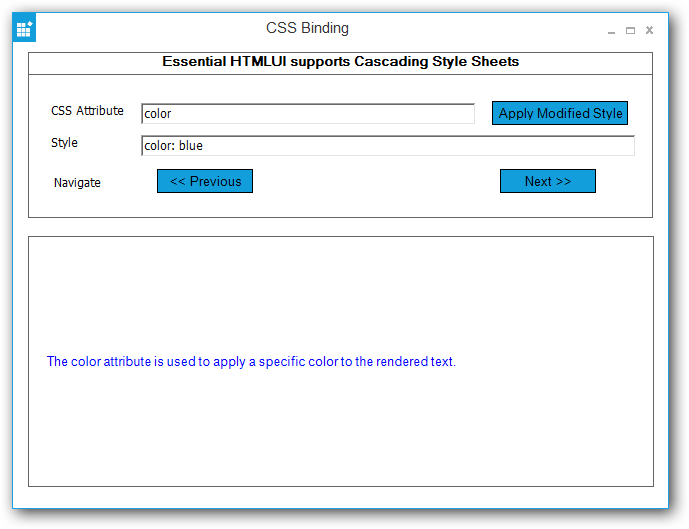 CSS Binding
Essential HTMLUI supports Cascading Style Sheets
CSS Attribute color Apply Modified Style
Style color: blue
Navigate << Previous Next >>
The color attribute is used to apply a specific color to the rendered text.